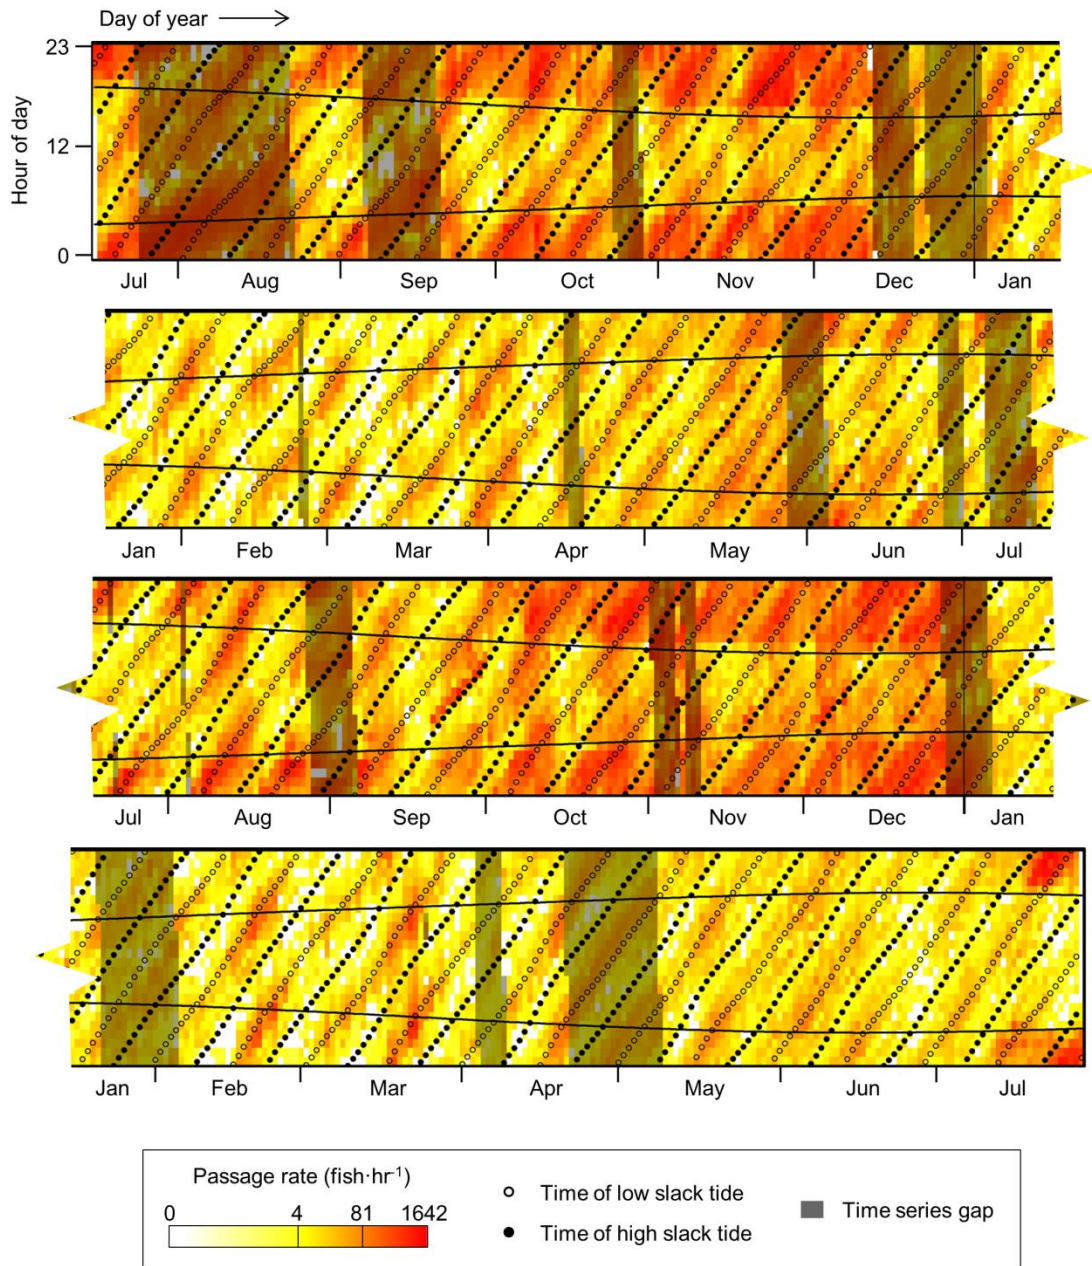 Day of year
23
12
0
Hour of day
Jul Aug Sep Oct Nov Dec Jan
Jan Feb Mar Apr May Jun Jul
Jul Aug Sep Oct Nov Dec Jan
Jan Feb Mar Apr May Jun Jul
Passage rate (fish·hr⁻¹)
0 4 81 1642
Time of low slack tide
Time of high slack tide
Time series gap